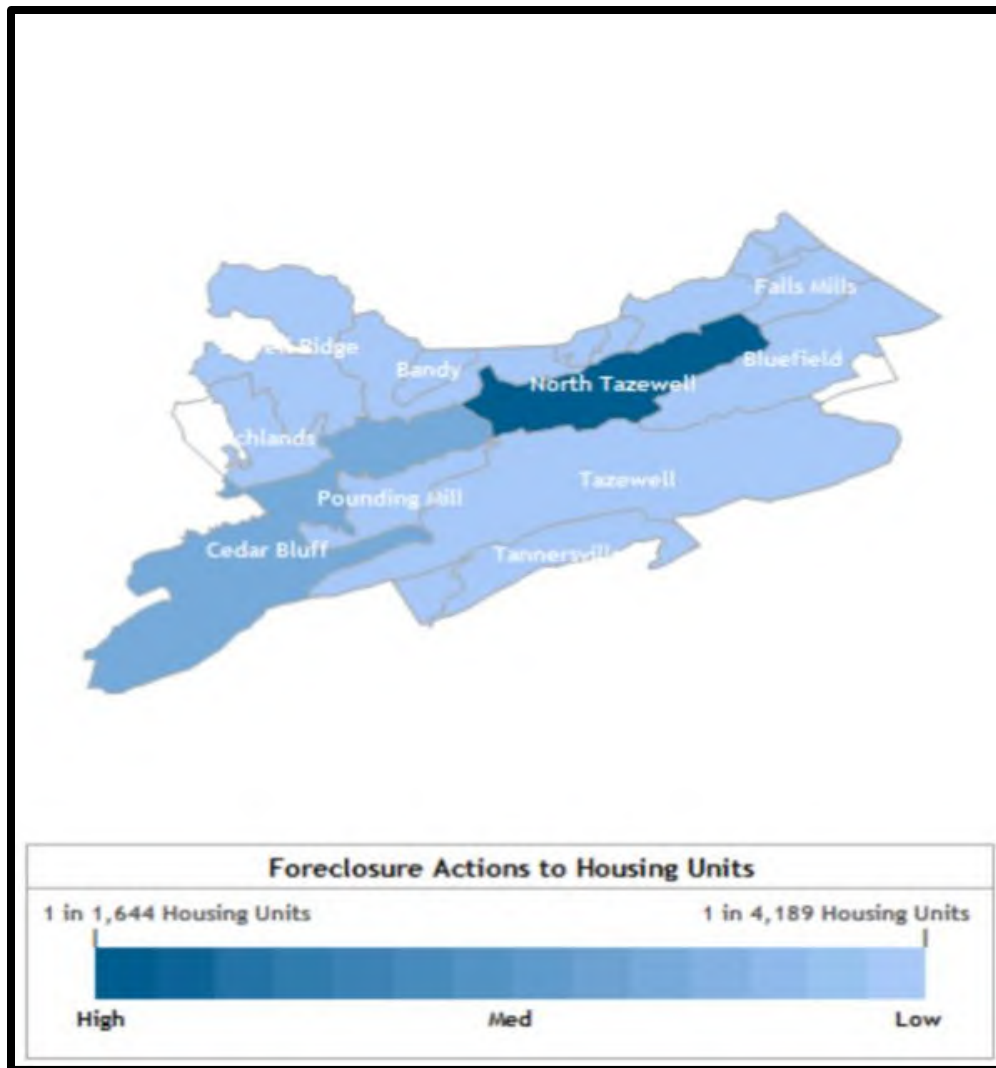 Falls Mills
Ridge
Bandy
Bluefield
North Tazewell
Tazewell
Pounding Mill
Cedar Bluff
Foreclosure Actions to Housing Units
1 in 1,644 Housing Units
1 in 4,189 Housing Units
High
Med
Low